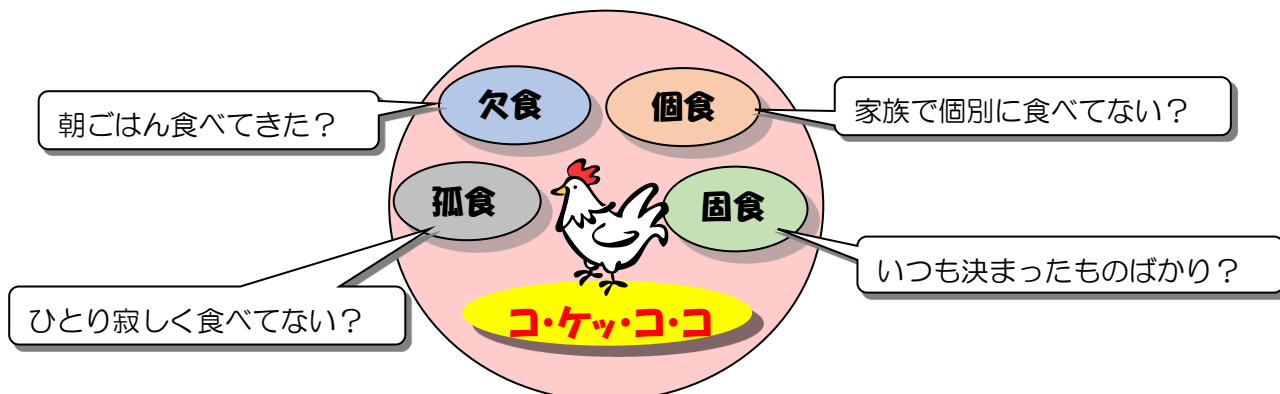 欠食
個食
朝ごはん食べてきた？
家族で個別に食べてない？
孤食
固食
いつも決まったものばかり？
ひとり寂しく食べてない？
コ・ケッ・コ・コ